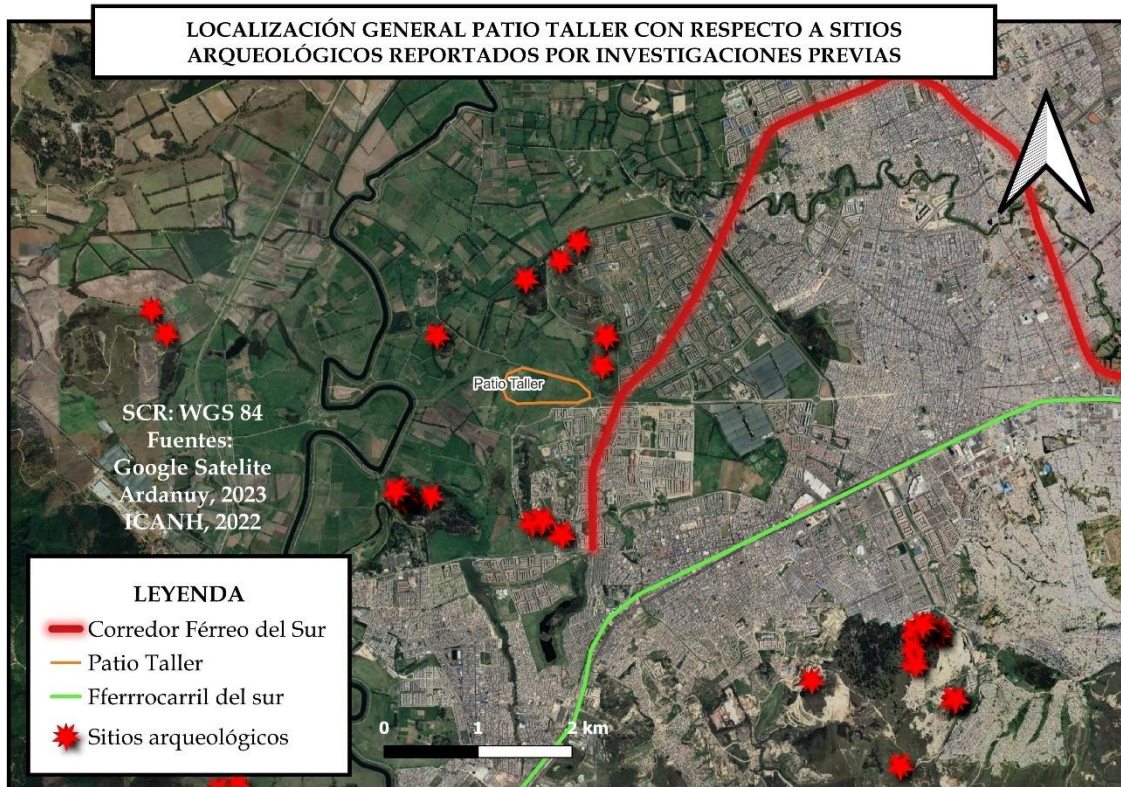 LOCALIZACIÓN GENERAL PATIO TALLER CON RESPECTO A SITIOS
ARQUEOLÓGICOS REPORTADOS POR INVESTIGACIONES PREVIAS
Patio Taller
SCR: WGS 84
Fuentes:
Google Satelite
Ardanuy, 2023
ICANH, 2022
LEYENDA
Corredor Férreo del Sur
Patio Taller
Fferrrocarril del sur
Sitios arqueológicos
0 1 2 km